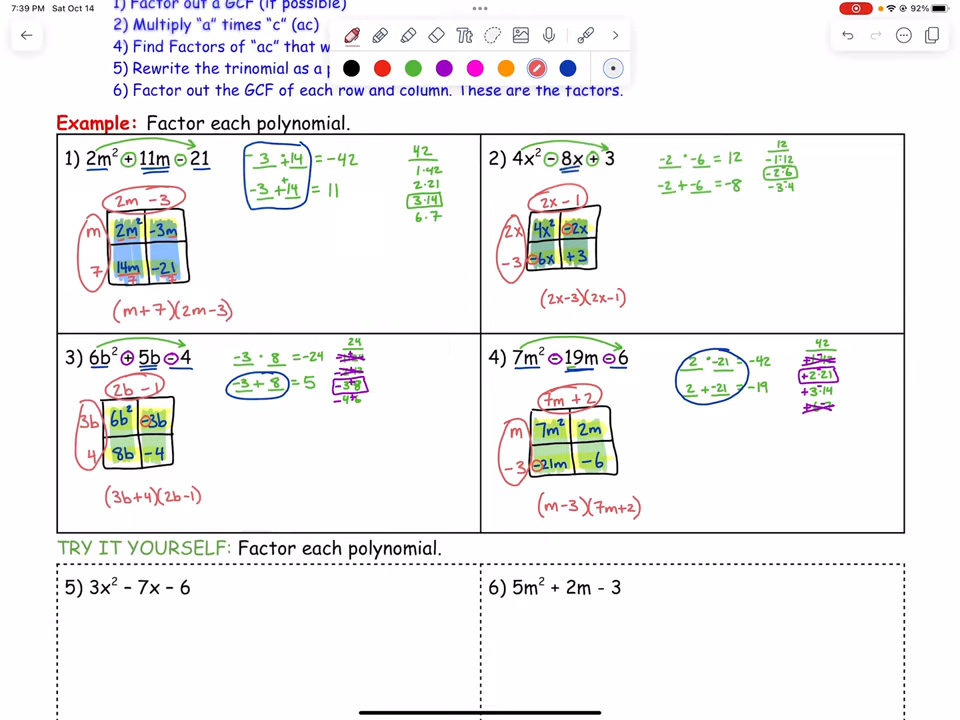 7:39 PM Sat Oct 14
92%
1) Factor out a GCF (if possible)
2) Multiply "a" times "c" (ac)
4) Find Factors of "ac" that
5) Rewrite the trinomial as a
6) Factor out the GCF of each row and column. These are the factors.
Example: Factor each polynomial.
1) 2m² + 11m - 21
-3 · +14 = -42
-3 + +14 = 11
42
1·42
2·21
3·14
6·7
2m -3
m 2m² -3m
7 14m -21
(m+7)(2m-3)
2) 4x² - 8x + 3
-2 · -6 = 12
-2 + -6 = -8
12
-1·12
-2·6
-3·4
2x -1
2x 4x² -2x
-3 -6x +3
(2x-3)(2x-1)
3) 6b² + 5b - 4
-3 · 8 = -24
-3 + 8 = 5
24
-3·8
-4·6
2b -1
3b 6b² -3b
4 8b -4
(3b+4)(2b-1)
4) 7m² - 19m - 6
2 · -21 = -42
2 + -21 = -19
42
+2·21
+3·14
7m +2
m 7m² 2m
-3 -21m -6
(m-3)(7m+2)
TRY IT YOURSELF: Factor each polynomial.
5) 3x² - 7x - 6
6) 5m² + 2m - 3